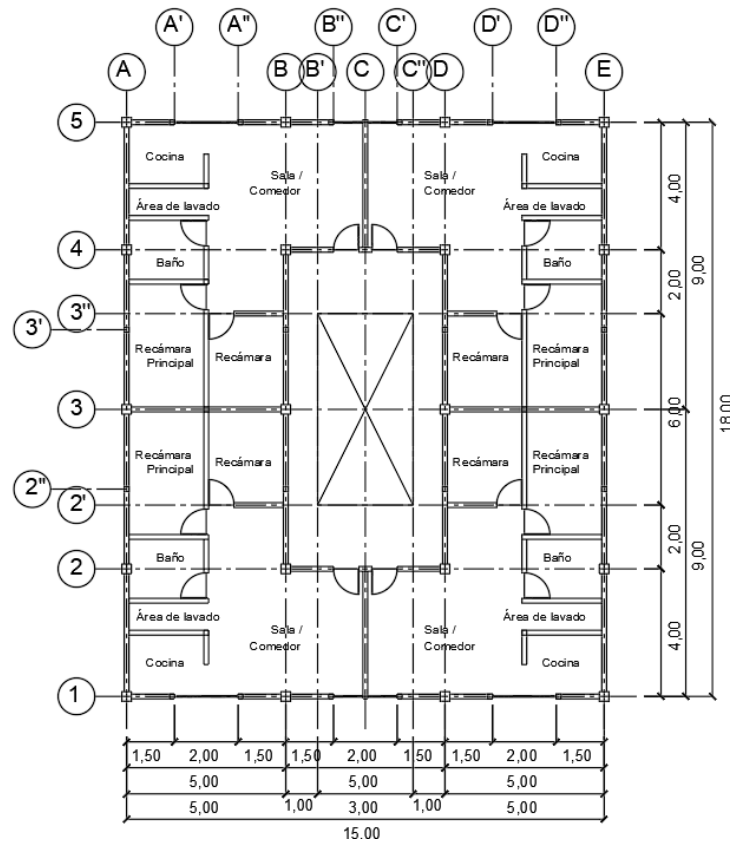 A' A" B" C' D' D"
A B B' C C" D E
5
Cocina
Sala /
Comedor
Sala /
Comedor
Cocina
Área de lavado
Área de lavado
4,00
4
Baño
Baño
2,00
9,00
3"
3'
Recámara
Principal
Recámara
Recámara
Recámara
Principal
3
6,00
18,00
Recámara
Principal
Recámara
Recámara
Recámara
Principal
2"
2'
2,00
9,00
Baño
Baño
2
Área de lavado
Área de lavado
Sala /
Comedor
Sala /
Comedor
4,00
Cocina
Cocina
1
1,50 2,00 1,50 1,50 2,00 1,50 1,50 2,00 1,50
5,00 5,00 5,00
5,00 1,00 3,00 1,00 5,00
15,00